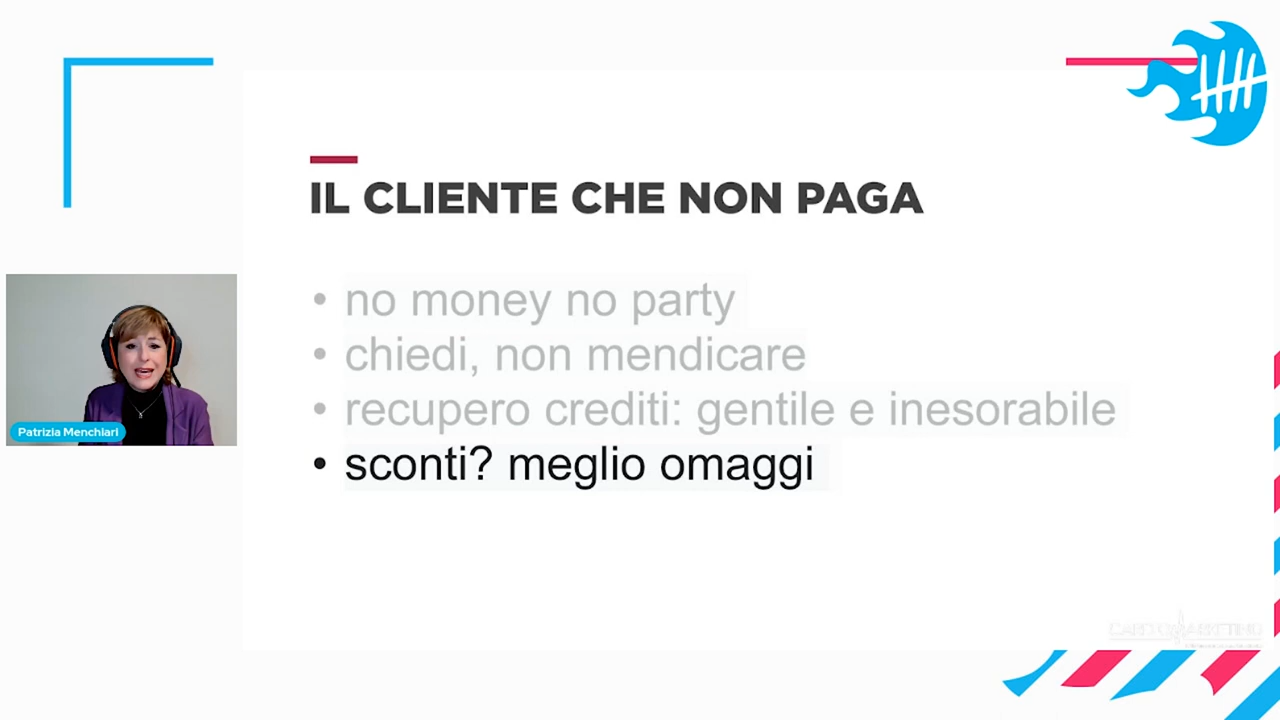 IL CLIENTE CHE NON PAGA
• no money no party
• chiedi, non mendicare
• recupero crediti: gentile e inesorabile
• sconti? meglio omaggi
Patrizia Menchiari